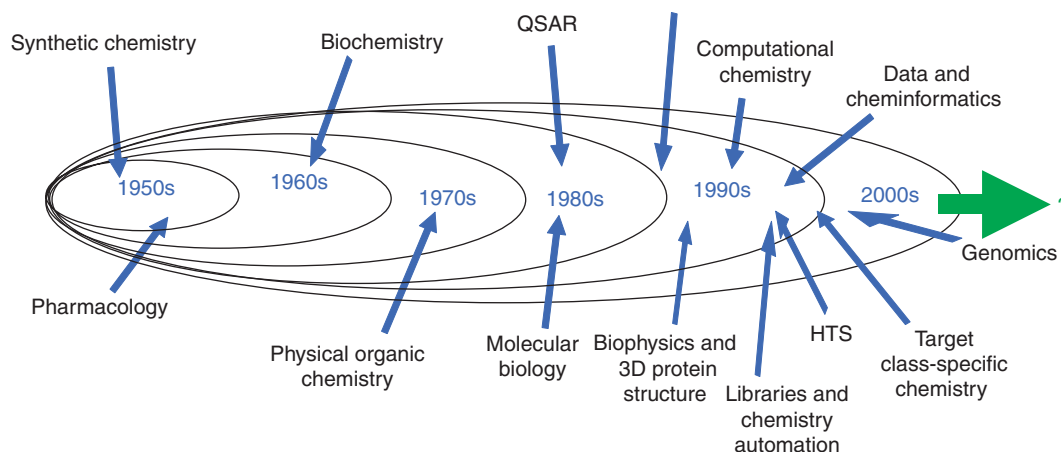 Synthetic chemistry
Biochemistry
QSAR
Computational
chemistry
Data and
cheminformatics
1950s
1960s
1970s
1980s
1990s
2000s
Pharmacology
Physical organic
chemistry
Molecular
biology
Biophysics and
3D protein
structure
Libraries and
chemistry
automation
HTS
Target
class-specific
chemistry
Genomics